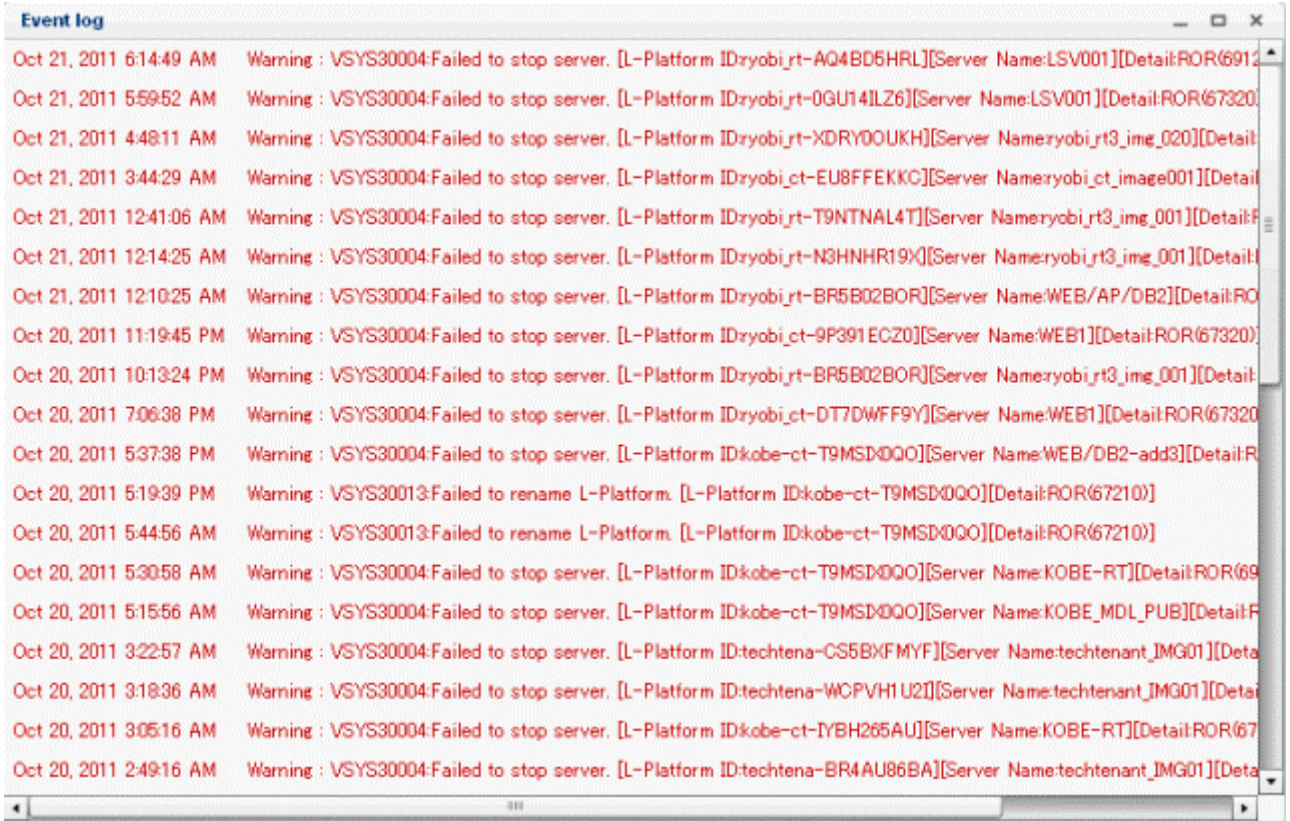 Event log
Oct 21, 2011 6:14:49 AM Warning : VSYS30004:Failed to stop server. [L-Platform ID:ryobi_rt-AQ4BD5HRL][Server Name:LSV001][Detail:ROR(6912
Oct 21, 2011 5:59:52 AM Warning : VSYS30004:Failed to stop server. [L-Platform ID:ryobi_rt-0GU14ILZ6][Server Name:LSV001][Detail:ROR(67320)
Oct 21, 2011 4:48:11 AM Warning : VSYS30004:Failed to stop server. [L-Platform ID:ryobi_rt-XDRY0OUKH][Server Name:ryobi_rt3_img_020][Detail:
Oct 21, 2011 3:44:29 AM Warning : VSYS30004:Failed to stop server. [L-Platform ID:ryobi_ct-EU8FFEKKC][Server Name:ryobi_ct_image001][Detail
Oct 21, 2011 12:41:06 AM Warning : VSYS30004:Failed to stop server. [L-Platform ID:ryobi_rt-T9NTNAL4T][Server Name:ryobi_rt3_img_001][Detail:R
Oct 21, 2011 12:14:25 AM Warning : VSYS30004:Failed to stop server. [L-Platform ID:ryobi_rt-N3HNHR19X][Server Name:ryobi_rt3_img_001][Detail:
Oct 21, 2011 12:10:25 AM Warning : VSYS30004:Failed to stop server. [L-Platform ID:ryobi_rt-BR5B02BOR][Server Name:WEB/AP/DB2][Detail:RO
Oct 20, 2011 11:19:45 PM Warning : VSYS30004:Failed to stop server. [L-Platform ID:ryobi_ct-9P391ECZ0][Server Name:WEB1][Detail:ROR(67320)]
Oct 20, 2011 10:13:24 PM Warning : VSYS30004:Failed to stop server. [L-Platform ID:ryobi_rt-BR5B02BOR][Server Name:ryobi_rt3_img_001][Detail:
Oct 20, 2011 7:06:38 PM Warning : VSYS30004:Failed to stop server. [L-Platform ID:ryobi_ct-DT7DWFF9Y][Server Name:WEB1][Detail:ROR(67320
Oct 20, 2011 5:37:38 PM Warning : VSYS30004:Failed to stop server. [L-Platform ID:kobe-ct-T9MSIX0QO][Server Name:WEB/DB2-add3][Detail:R
Oct 20, 2011 5:19:39 PM Warning : VSYS30013:Failed to rename L-Platform. [L-Platform ID:kobe-ct-T9MSIX0QO][Detail:ROR(67210)]
Oct 20, 2011 5:44:56 AM Warning : VSYS30013:Failed to rename L-Platform. [L-Platform ID:kobe-ct-T9MSIX0QO][Detail:ROR(67210)]
Oct 20, 2011 5:30:58 AM Warning : VSYS30004:Failed to stop server. [L-Platform ID:kobe-ct-T9MSIX0QO][Server Name:KOBE-RT][Detail:ROR(69
Oct 20, 2011 5:15:56 AM Warning : VSYS30004:Failed to stop server. [L-Platform ID:kobe-ct-T9MSIX0QO][Server Name:KOBE_MDL_PUB][Detail:R
Oct 20, 2011 3:22:57 AM Warning : VSYS30004:Failed to stop server. [L-Platform ID:techtena-CS5BXFMYF][Server Name:techtenant_IMG01][Deta
Oct 20, 2011 3:18:36 AM Warning : VSYS30004:Failed to stop server. [L-Platform ID:techtena-WCPVH1U2I][Server Name:techtenant_IMG01][Detai
Oct 20, 2011 3:05:16 AM Warning : VSYS30004:Failed to stop server. [L-Platform ID:kobe-ct-IYBH265AU][Server Name:KOBE-RT][Detail:ROR(67
Oct 20, 2011 2:49:16 AM Warning : VSYS30004:Failed to stop server. [L-Platform ID:techtena-BR4AU86BA][Server Name:techtenant_IMG01][Deta